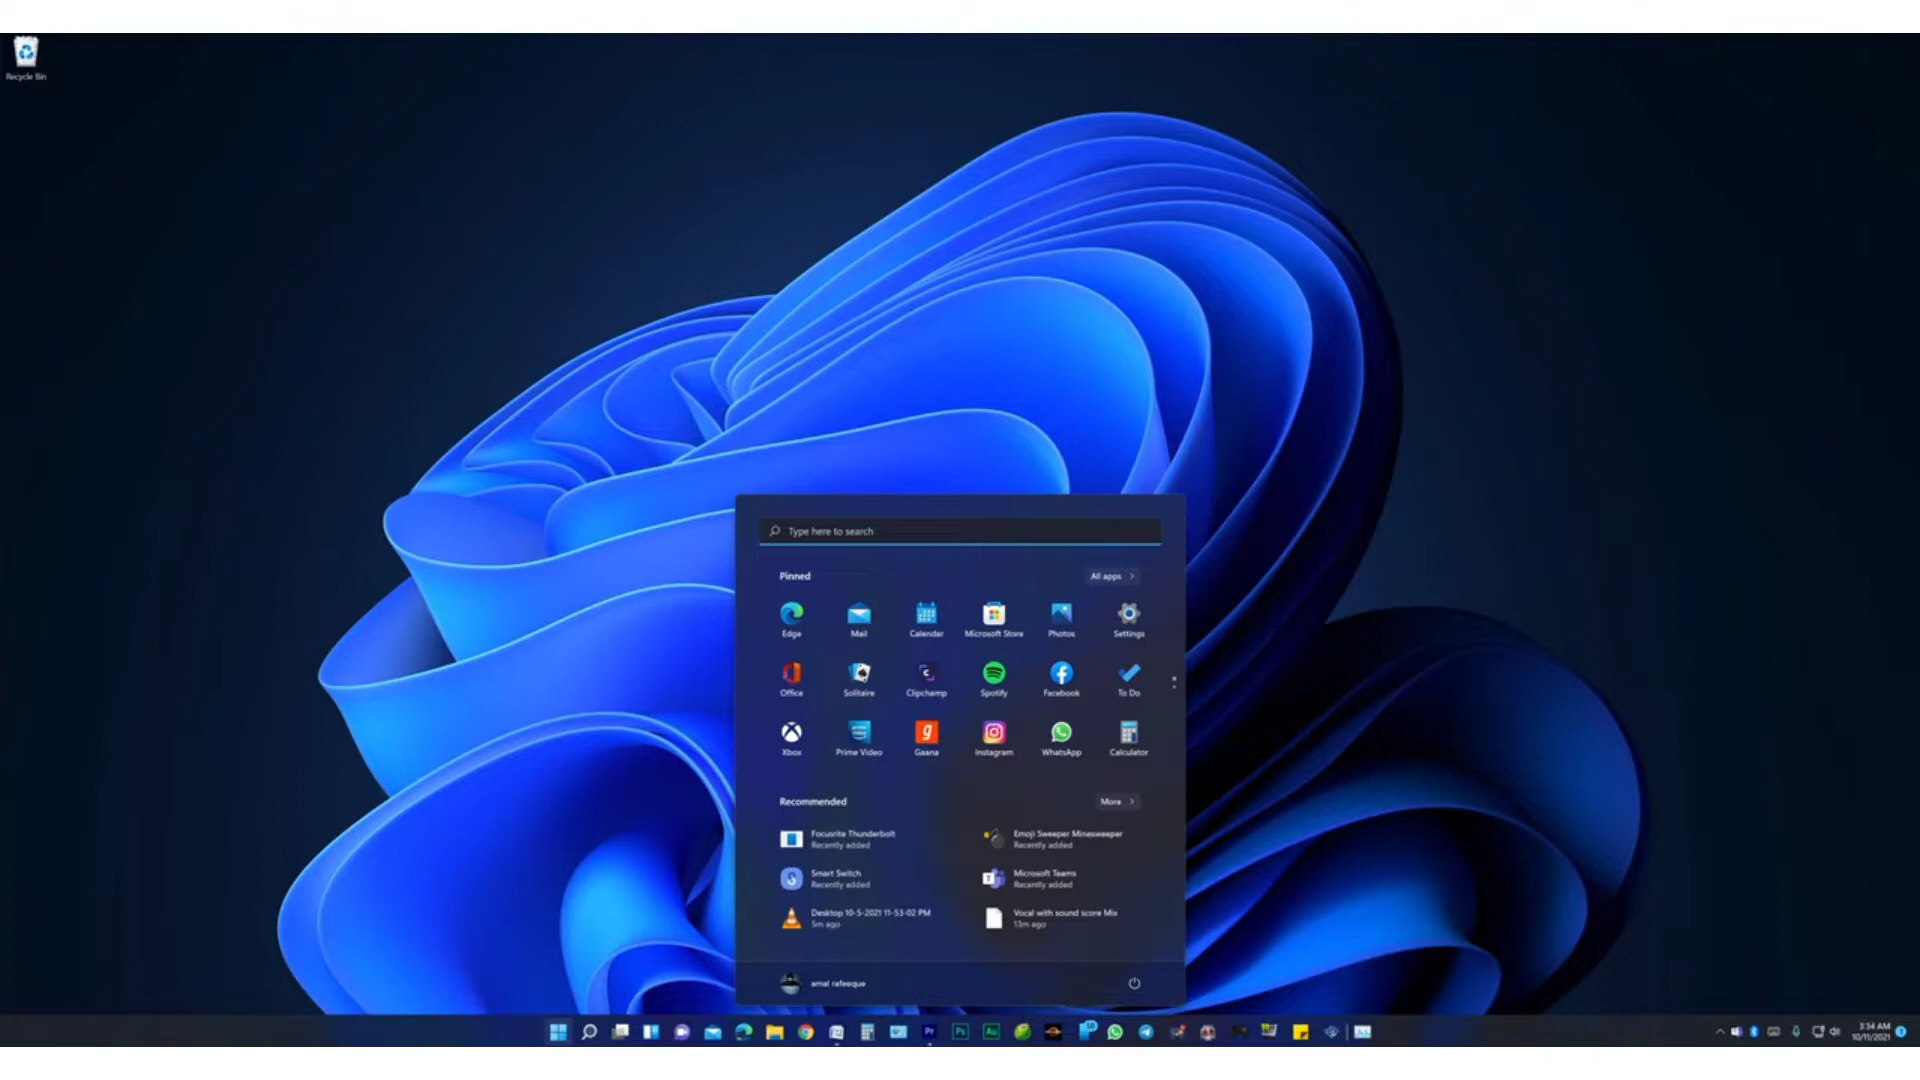 Recycle Bin
Type here to search
Pinned
All apps
Edge
Mail
Calendar
Microsoft Store
Photos
Settings
Office
Solitaire
Clipchamp
Spotify
Facebook
To Do
Xbox
Prime Video
Gaana
Instagram
WhatsApp
Calculator
Recommended
More
Focusrite Thunderbolt
Recently added
Emoji Sweeper Minesweeper
Recently added
Smart Switch
Recently added
Microsoft Teams
Recently added
Desktop 10-5-2021 11-53-02 PM
5m ago
Vocal with sound score Mix
13m ago
amal rafeeque
Pr
Ps
Au
3:34 AM
10/11/2021